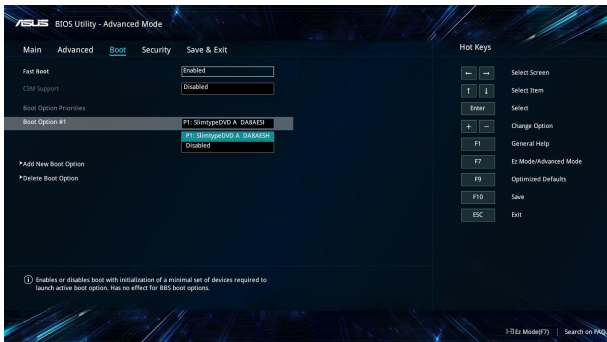 ASUS BIOS Utility - Advanced Mode
Main Advanced Boot Security Save & Exit
Hot Keys
Fast Boot Enabled
CSM Support Disabled
Boot Option Priorities
Boot Option #1 P1: SlimtypeDVD A DA8AESI
P1: SlimtypeDVD A DA8AESH
Disabled
Add New Boot Option
Delete Boot Option
← → Select Screen
↑ ↓ Select Item
Enter Select
+ − Change Option
F1 General Help
F7 Ez Mode/Advanced Mode
F9 Optimized Defaults
F10 Save
ESC Exit
Enables or disables boot with initialization of a minimal set of devices required to
launch active boot option. Has no effect for BBS boot options.
Ez Mode(F7) | Search on FAQ